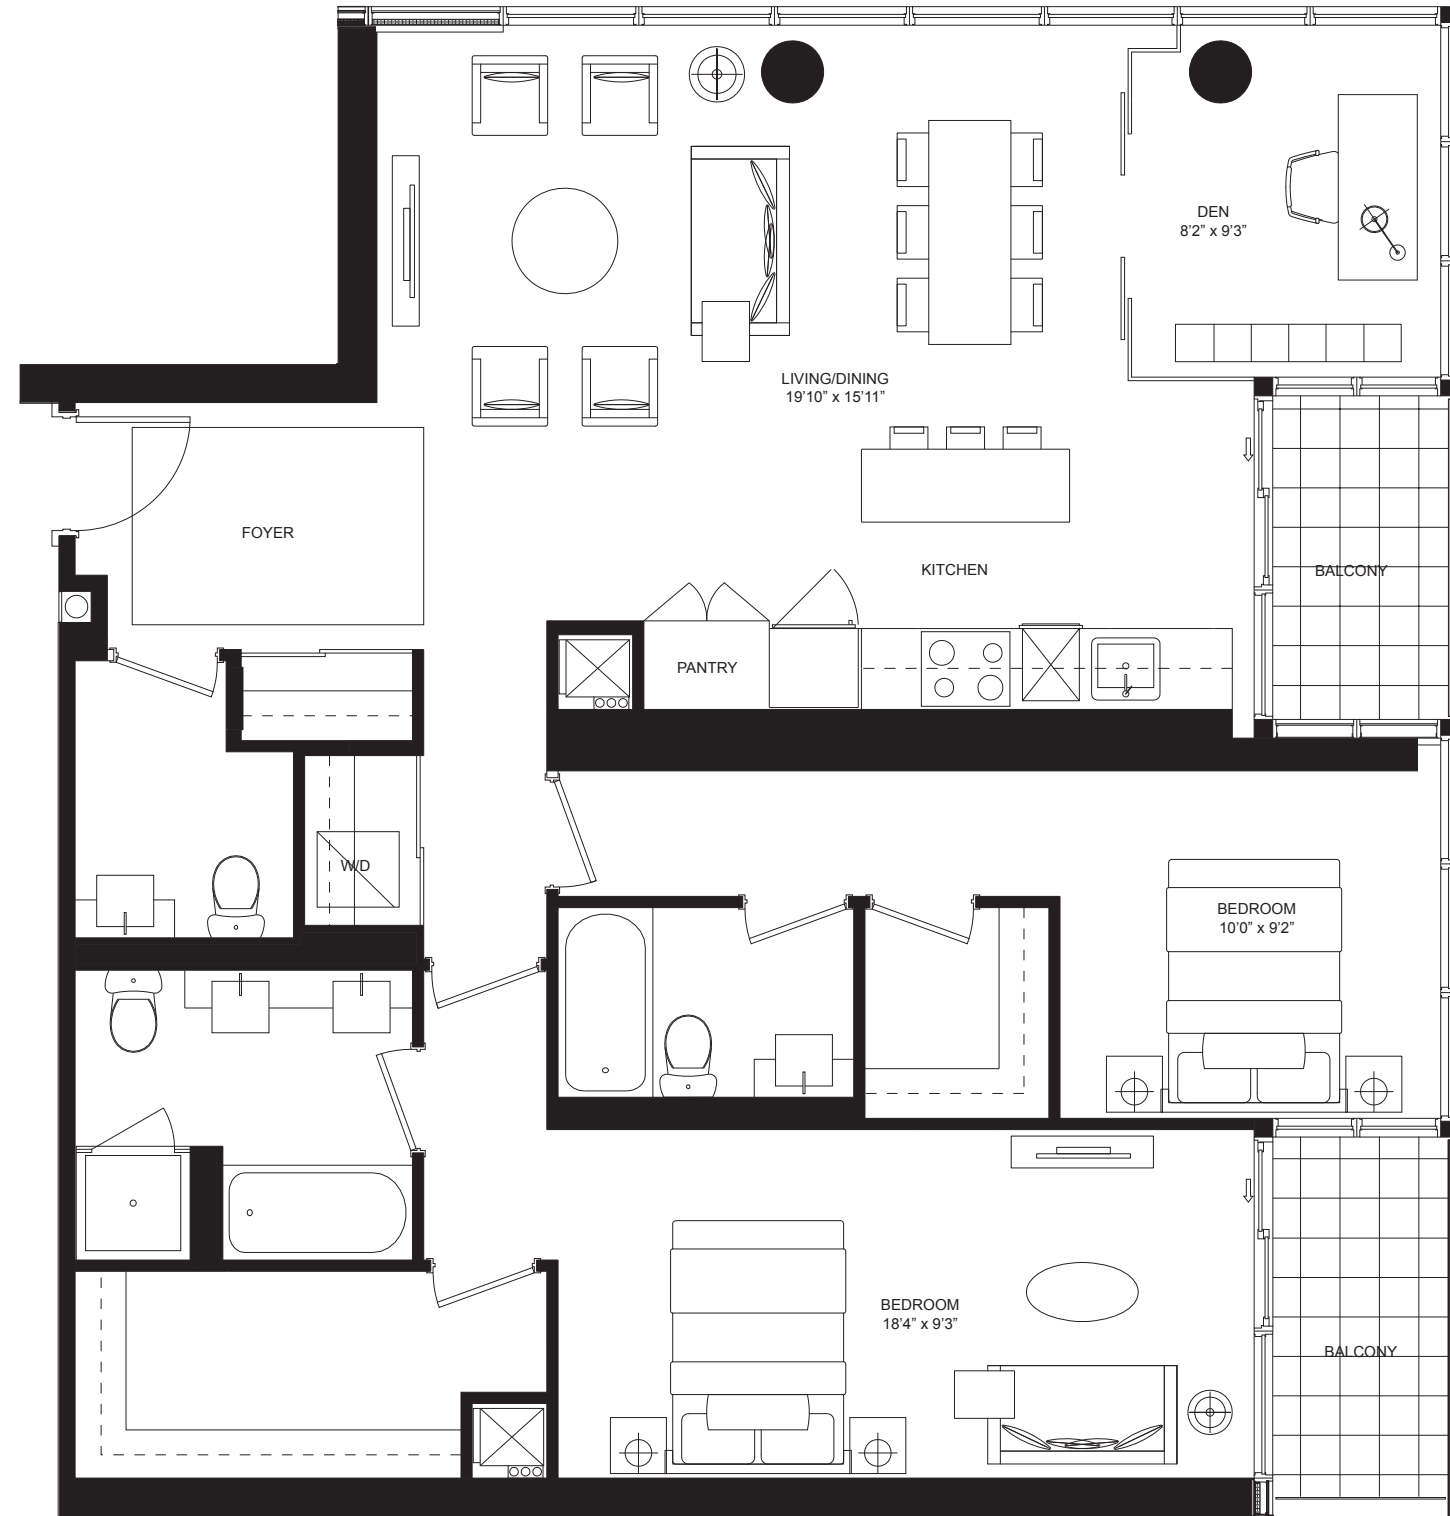 DEN
8'2” x 9'3”
LIVING/DINING
19'10” x 15'11”
FOYER
KITCHEN
BALCONY
PANTRY
W/D
BEDROOM
10'0” x 9'2”
BEDROOM
18'4” x 9'3”
BALCONY